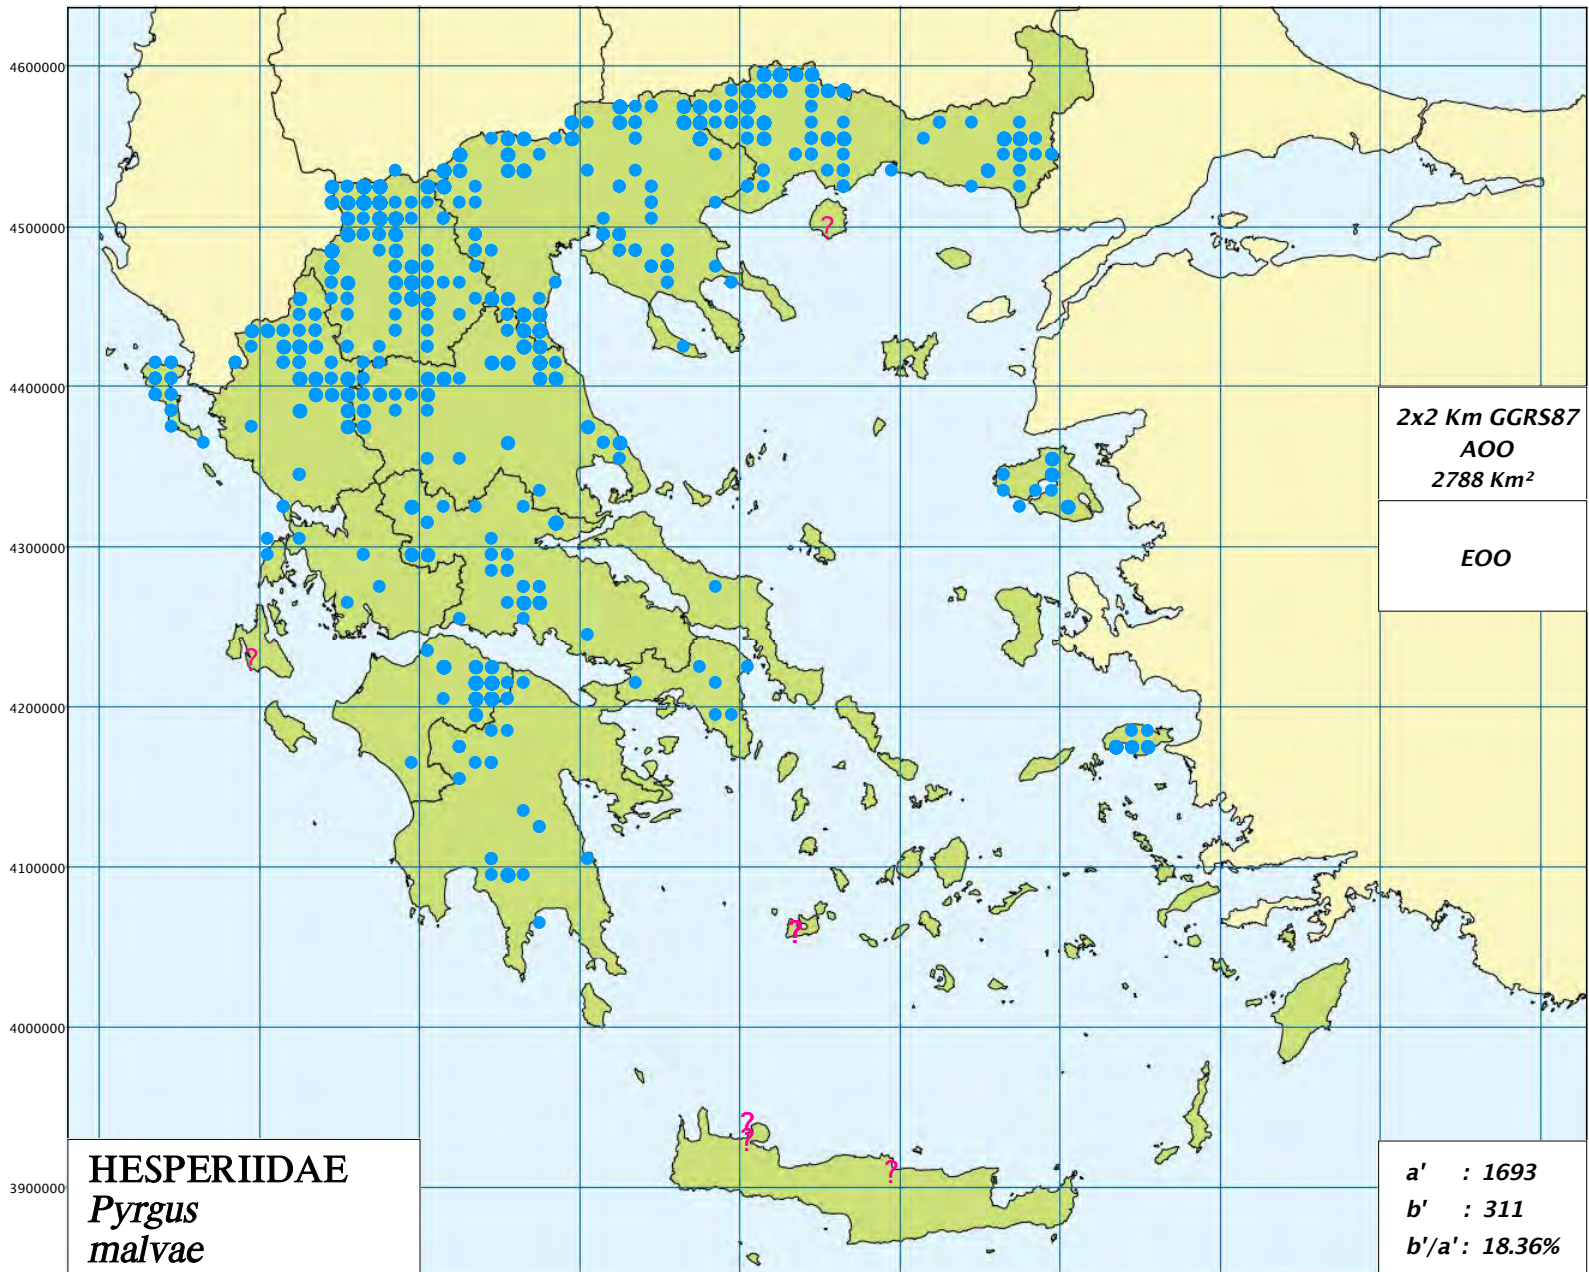 4600000
?
4500000
4400000
2x2 Km GGRS87
AOO
2788 Km²
EOO
4300000
?
4200000
4100000
?
4000000
?
?
?
3900000
HESPERIIDAE
Pyrgus
malvae
a' : 1693
b' : 311
b'/a' : 18.36%